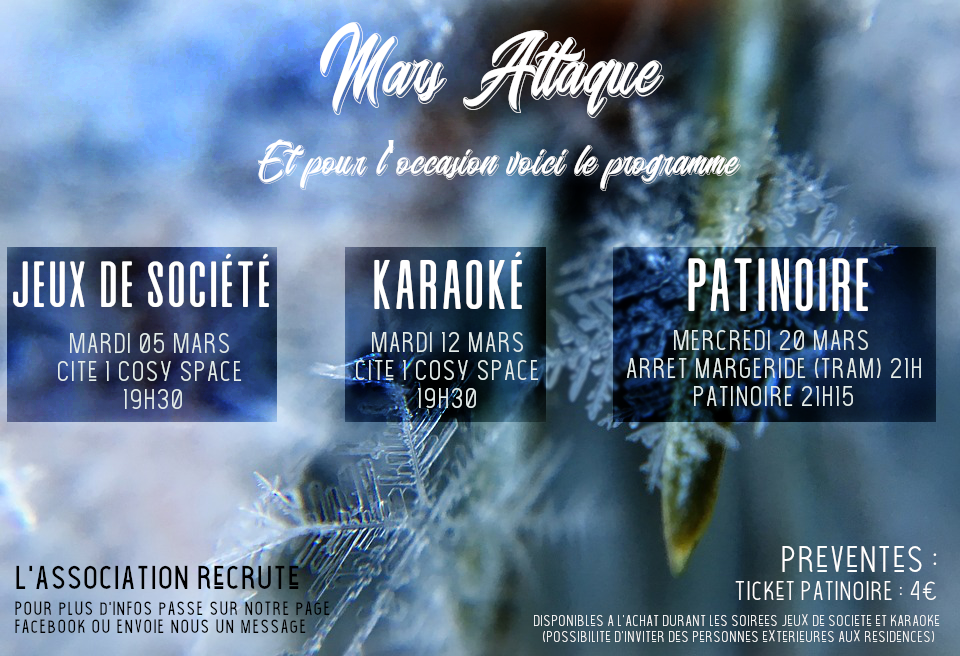 Mars Attaque
Et pour l'occasion voici le programme
JEUX DE SOCIÉTÉ
MARDI 05 MARS
CITE 1 COSY SPACE
19H30
KARAOKÉ
MARDI 12 MARS
CITE 1 COSY SPACE
19H30
PATINOIRE
MERCREDI 20 MARS
ARRET MARGERIDE (TRAM) 21H
PATINOIRE 21H15
L'ASSOCIATION RECRUTE
POUR PLUS D'INFOS PASSE SUR NOTRE PAGE
FACEBOOK OU ENVOIE NOUS UN MESSAGE
PREVENTES :
TICKET PATINOIRE : 4€
DISPONIBLES A L'ACHAT DURANT LES SOIREES JEUX DE SOCIETE ET KARAOKE
(POSSIBILITE D'INVITER DES PERSONNES EXTERIEURES AUX RESIDENCES)